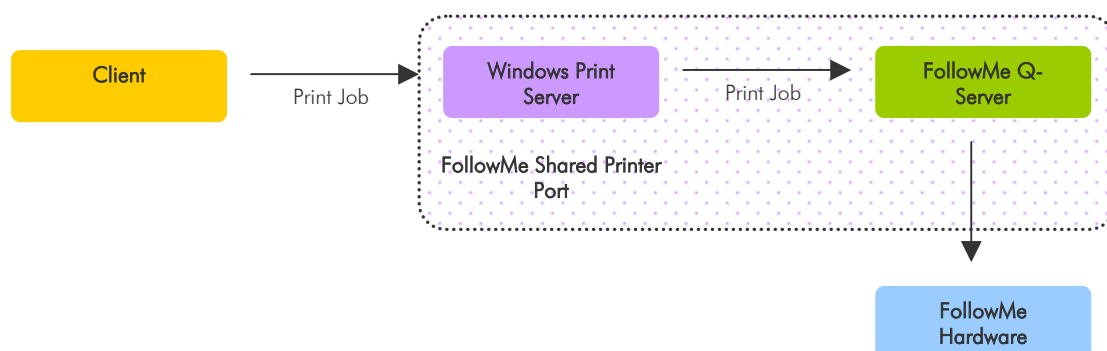 Client
Print Job
Windows Print
Server
Print Job
FollowMe Q-
Server
FollowMe Shared Printer
Port
FollowMe
Hardware